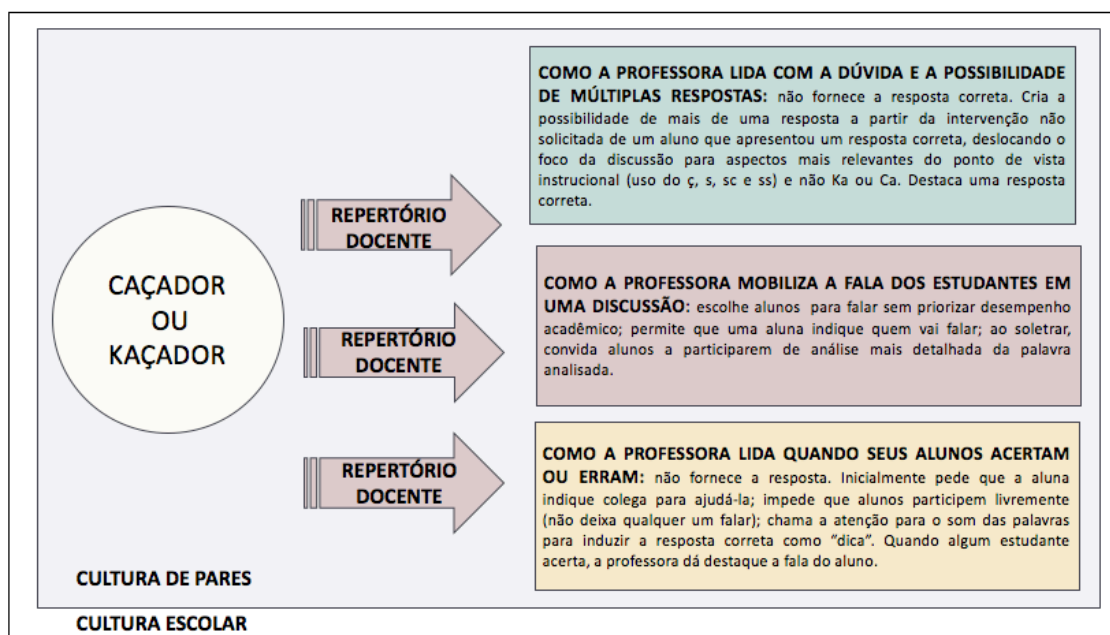 CAÇADOR
OU
KAÇADOR
REPERTÓRIO
DOCENTE
COMO A PROFESSORA LIDA COM A DÚVIDA E A POSSIBILIDADE
DE MÚLTIPLAS RESPOSTAS: não fornece a resposta correta. Cria a
possibilidade de mais de uma resposta a partir da intervenção não
solicitada de um aluno que apresentou um resposta correta, deslocando o
foco da discussão para aspectos mais relevantes do ponto de vista
instrucional (uso do ç, s, sc e ss) e não Ka ou Ca. Destaca uma resposta
correta.
REPERTÓRIO
DOCENTE
COMO A PROFESSORA MOBILIZA A FALA DOS ESTUDANTES EM
UMA DISCUSSÃO: escolhe alunos para falar sem priorizar desempenho
acadêmico; permite que uma aluna indique quem vai falar; ao soletrar,
convida alunos a participarem de análise mais detalhada da palavra
analisada.
REPERTÓRIO
DOCENTE
COMO A PROFESSORA LIDA QUANDO SEUS ALUNOS ACERTAM
OU ERRAM: não fornece a resposta. Inicialmente pede que a aluna
indique colega para ajudá-la; impede que alunos participem livremente
(não deixa qualquer um falar); chama a atenção para o som das palavras
para induzir a resposta correta como “dica”. Quando algum estudante
acerta, a professora dá destaque a fala do aluno.
CULTURA DE PARES
CULTURA ESCOLAR